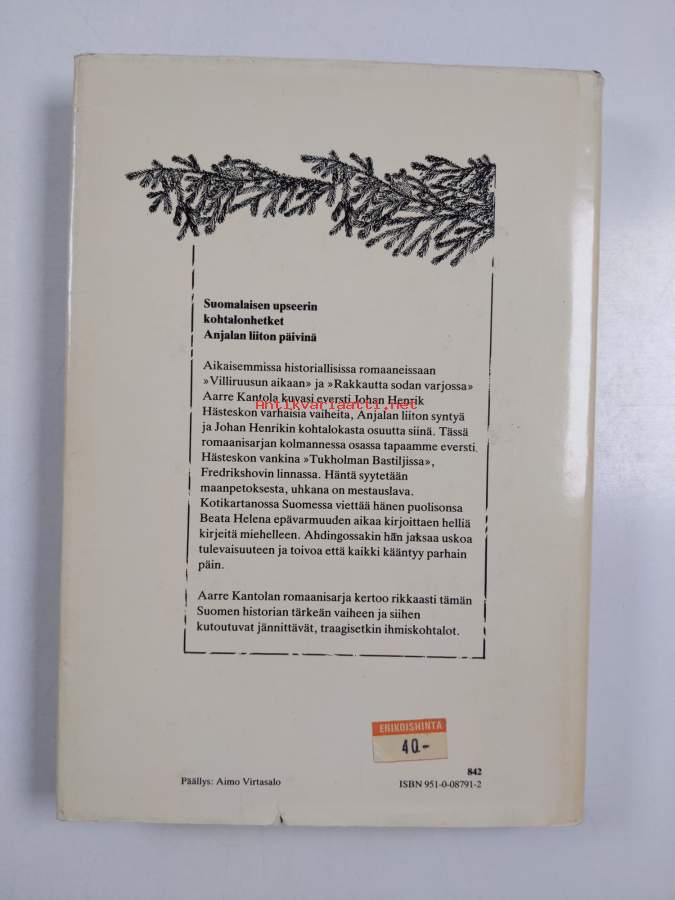 Suomalaisen upseerin
kohtalonhetket
Anjalan liiton päivinä
Aikaisemmissa historiallisissa romaaneissaan
»Villiruusun aikaan» ja »Rakkautta sodan varjossa»
Aarre Kantola kuvasi eversti Johan Henrik
Antikvariaatti.net
Hästeskon varhaisia vaiheita, Anjalan liiton syntyä
ja Johan Henrikin kohtalokasta osuutta siinä. Tässä
romaanisarjan kolmannessa osassa tapaamme eversti
Hästeskon vankina »Tukholman Bastiljissa»,
Fredrikshovin linnassa. Häntä syytetään
maanpetoksesta, uhkana on mestauslava.
Kotikartanossa Suomessa viettää hänen puolisonsa
Beata Helena epävarmuuden aikaa kirjoittaen helliä
kirjeitä miehelleen. Ahdingossakin hän jaksaa uskoa
tulevaisuuteen ja toivoa että kaikki kääntyy parhain
päin.
Aarre Kantolan romaanisarja kertoo rikkaasti tämän
Suomen historian tärkeän vaiheen ja siihen
kutoutuvat jännittävät, traagisetkin ihmiskohtalot.
ERIKOISHINTA
40.-
842
Päällys: Aimo Virtasalo
ISBN 951-0-08791-2